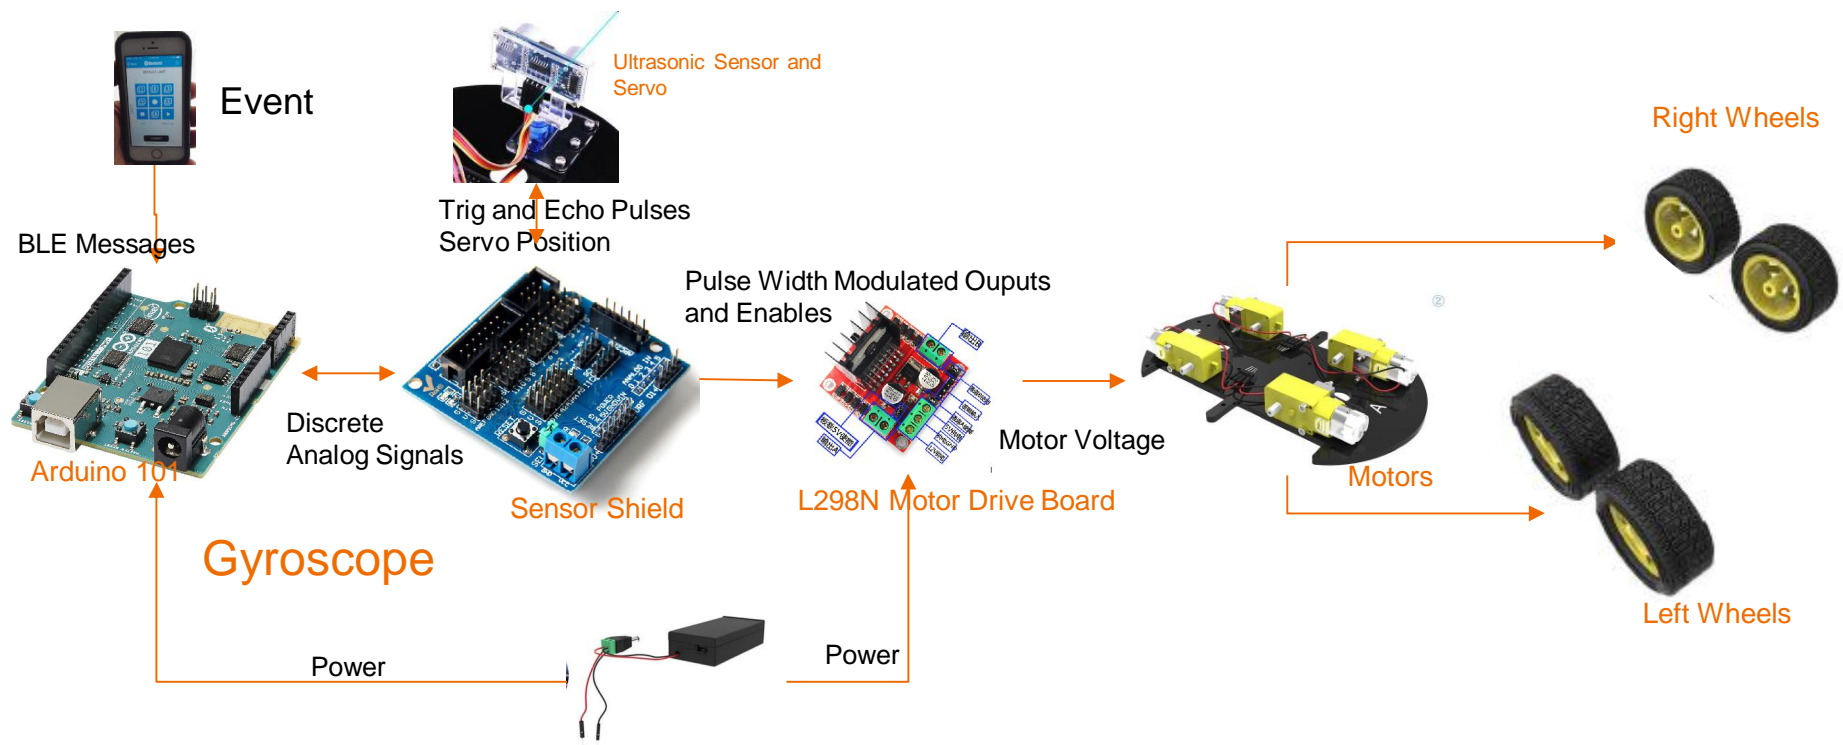 Event
Ultrasonic Sensor and
Servo
Right Wheels
BLE Messages
Trig and Echo Pulses
Servo Position
Pulse Width Modulated Ouputs
and Enables
②
Discrete
Analog Signals
Motor Voltage
Arduino 101
Sensor Shield
L298N Motor Drive Board
Motors
A
Gyroscope
Left Wheels
Power
Power